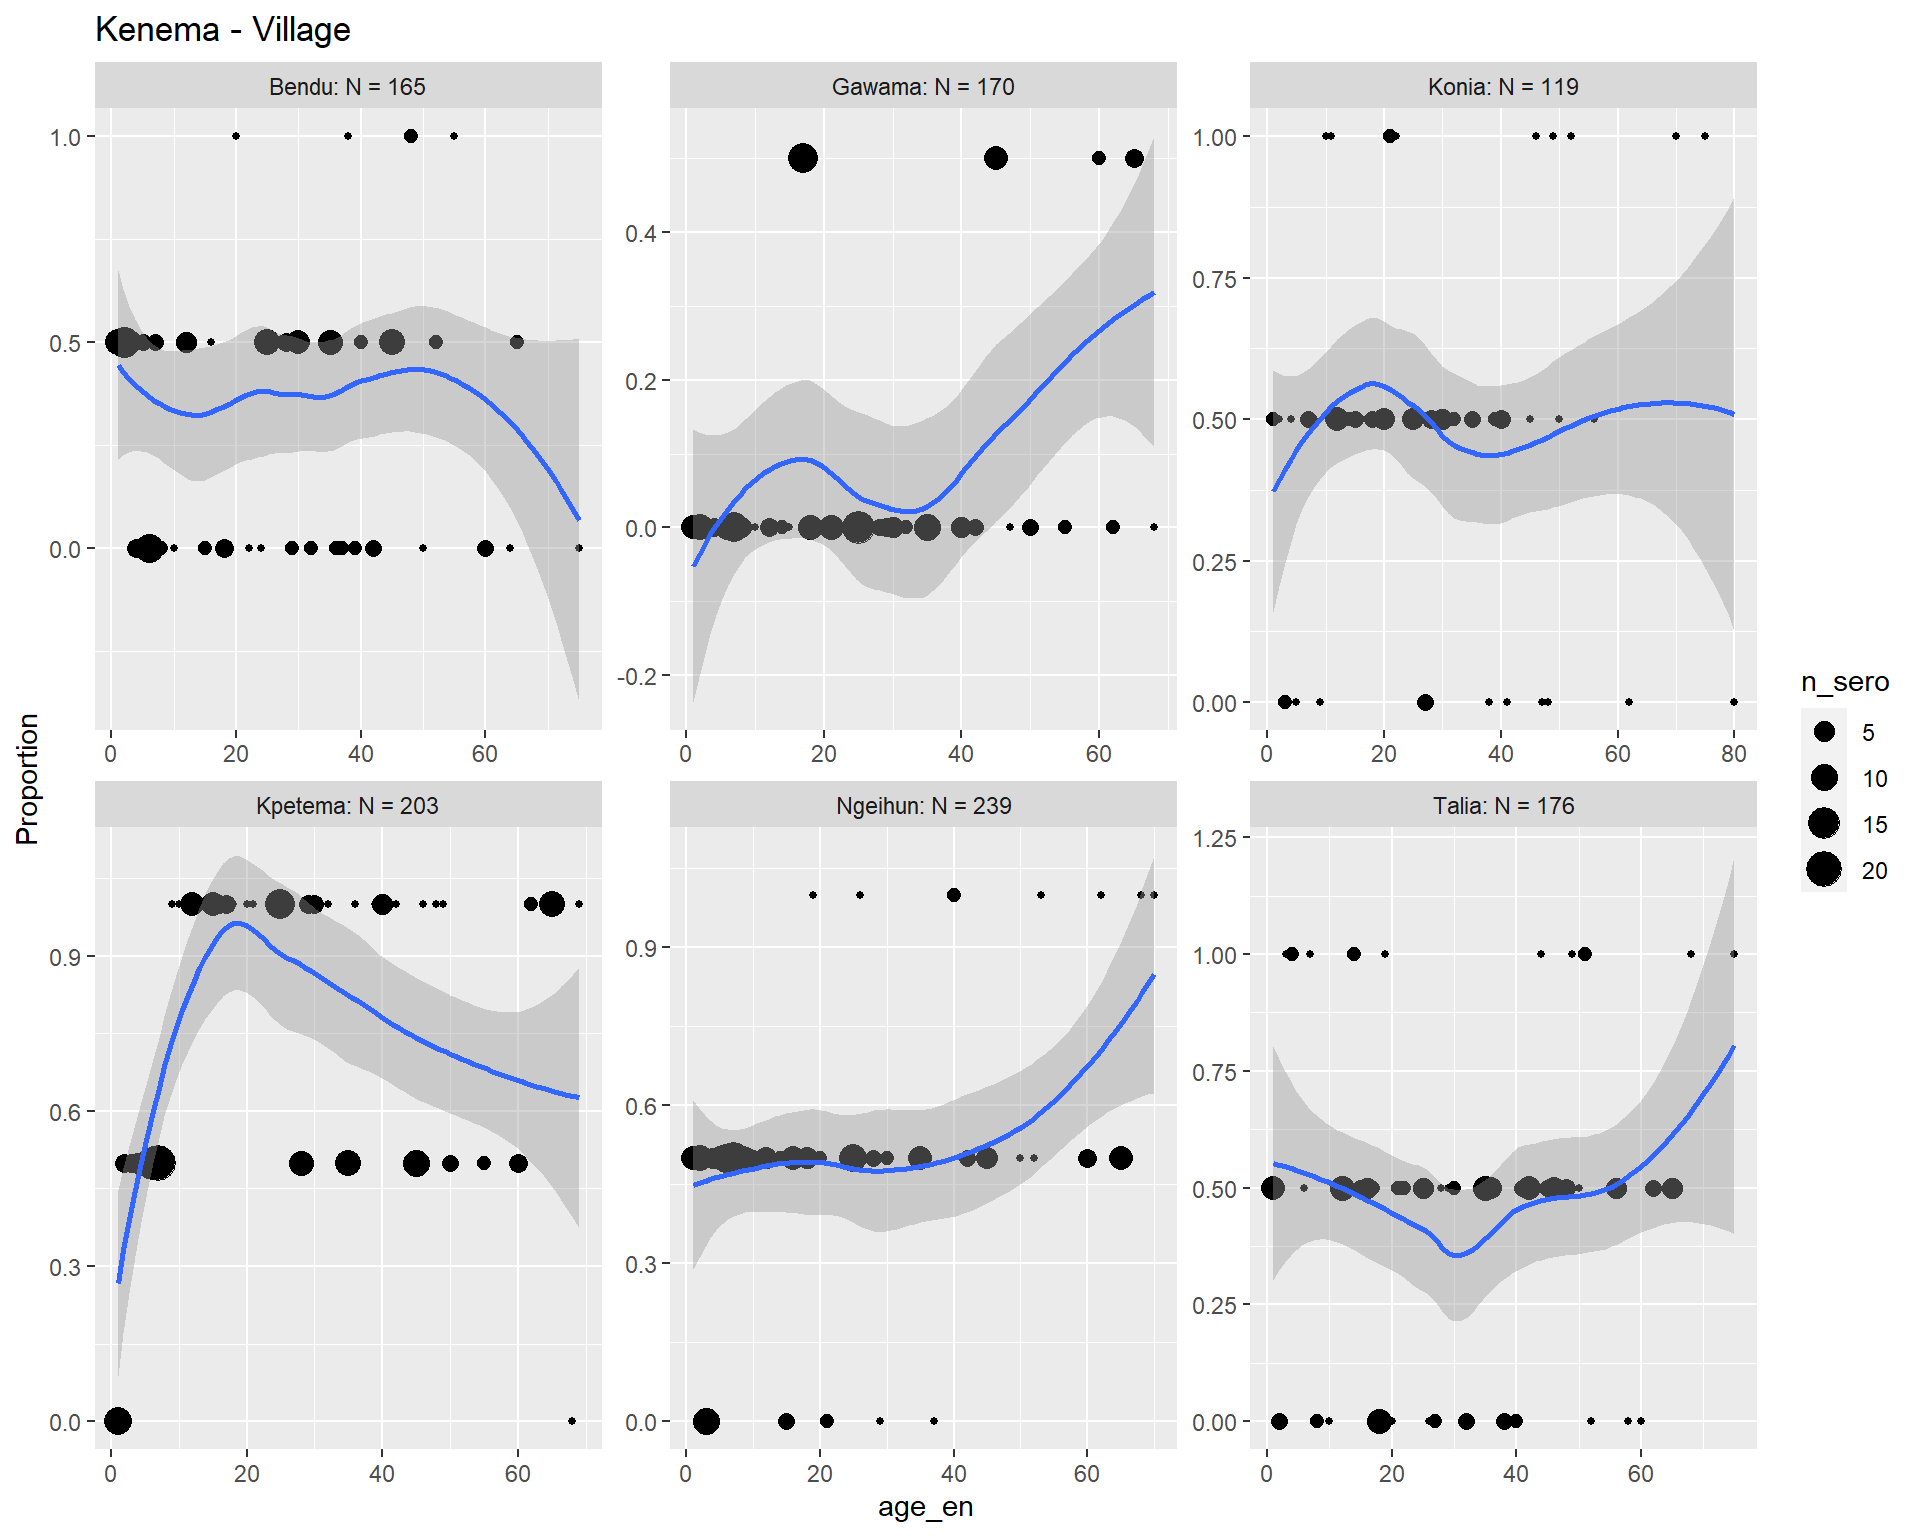 Kenema - Village
Bendu: N = 165
Gawama: N = 170
Konia: N = 119
1.0
0.5
0.0
0.4
0.2
0.0
-0.2
1.00
0.75
0.50
0.25
0.00
0 20 40 60
0 20 40 60
0 20 40 60 80
Kpetema: N = 203
Ngeihun: N = 239
Talia: N = 176
0.9
0.6
0.3
0.0
0.9
0.6
0.3
0.0
1.25
1.00
0.75
0.50
0.25
0.00
0 20 40 60
0 20 40 60
0 20 40 60
Proportion
age_en
n_sero
5
10
15
20